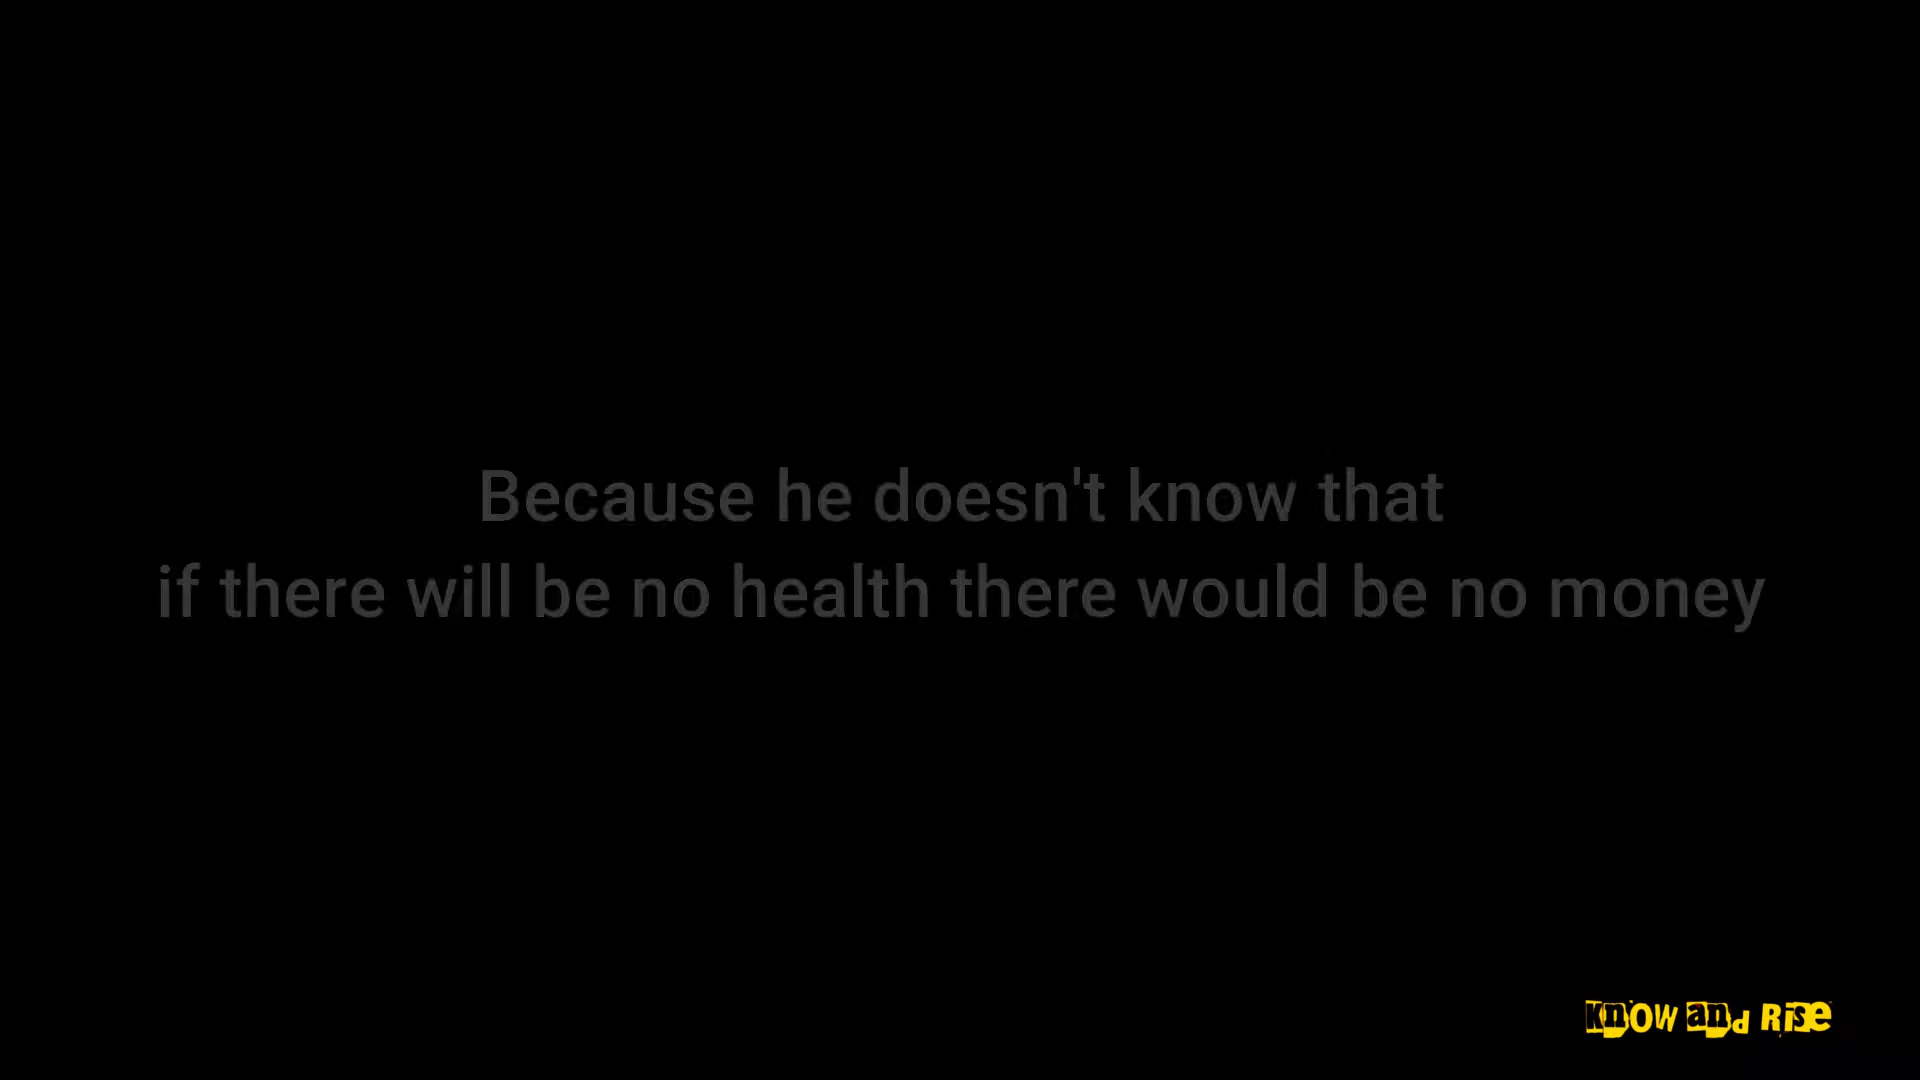 Because he doesn't know that
if there will be no health there would be no money
Know and Rise